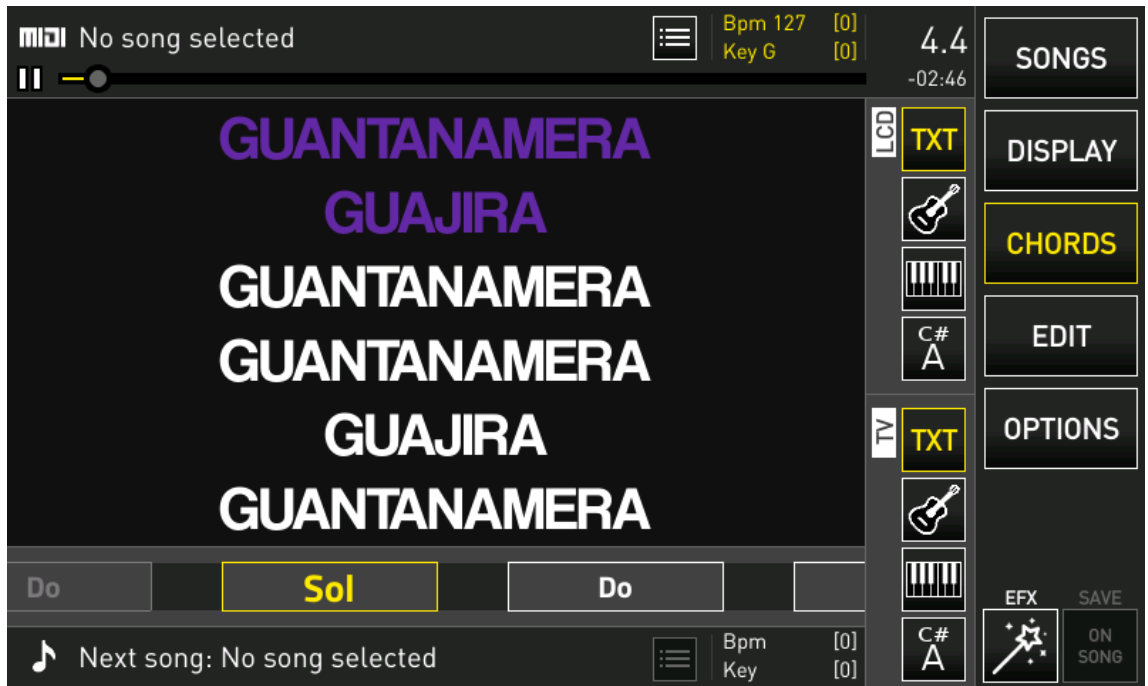 MIDI No song selected
Bpm 127 [0]
Key G [0]
4.4
-02:46
SONGS
GUANTANAMERA
GUAJIRA
GUANTANAMERA
GUANTANAMERA
GUAJIRA
GUANTANAMERA
LCD
TXT
C#
A
TV
TXT
C#
A
DISPLAY
CHORDS
EDIT
OPTIONS
Do
Sol
Do
Next song: No song selected
Bpm [0]
Key [0]
EFX
SAVE
ON
SONG